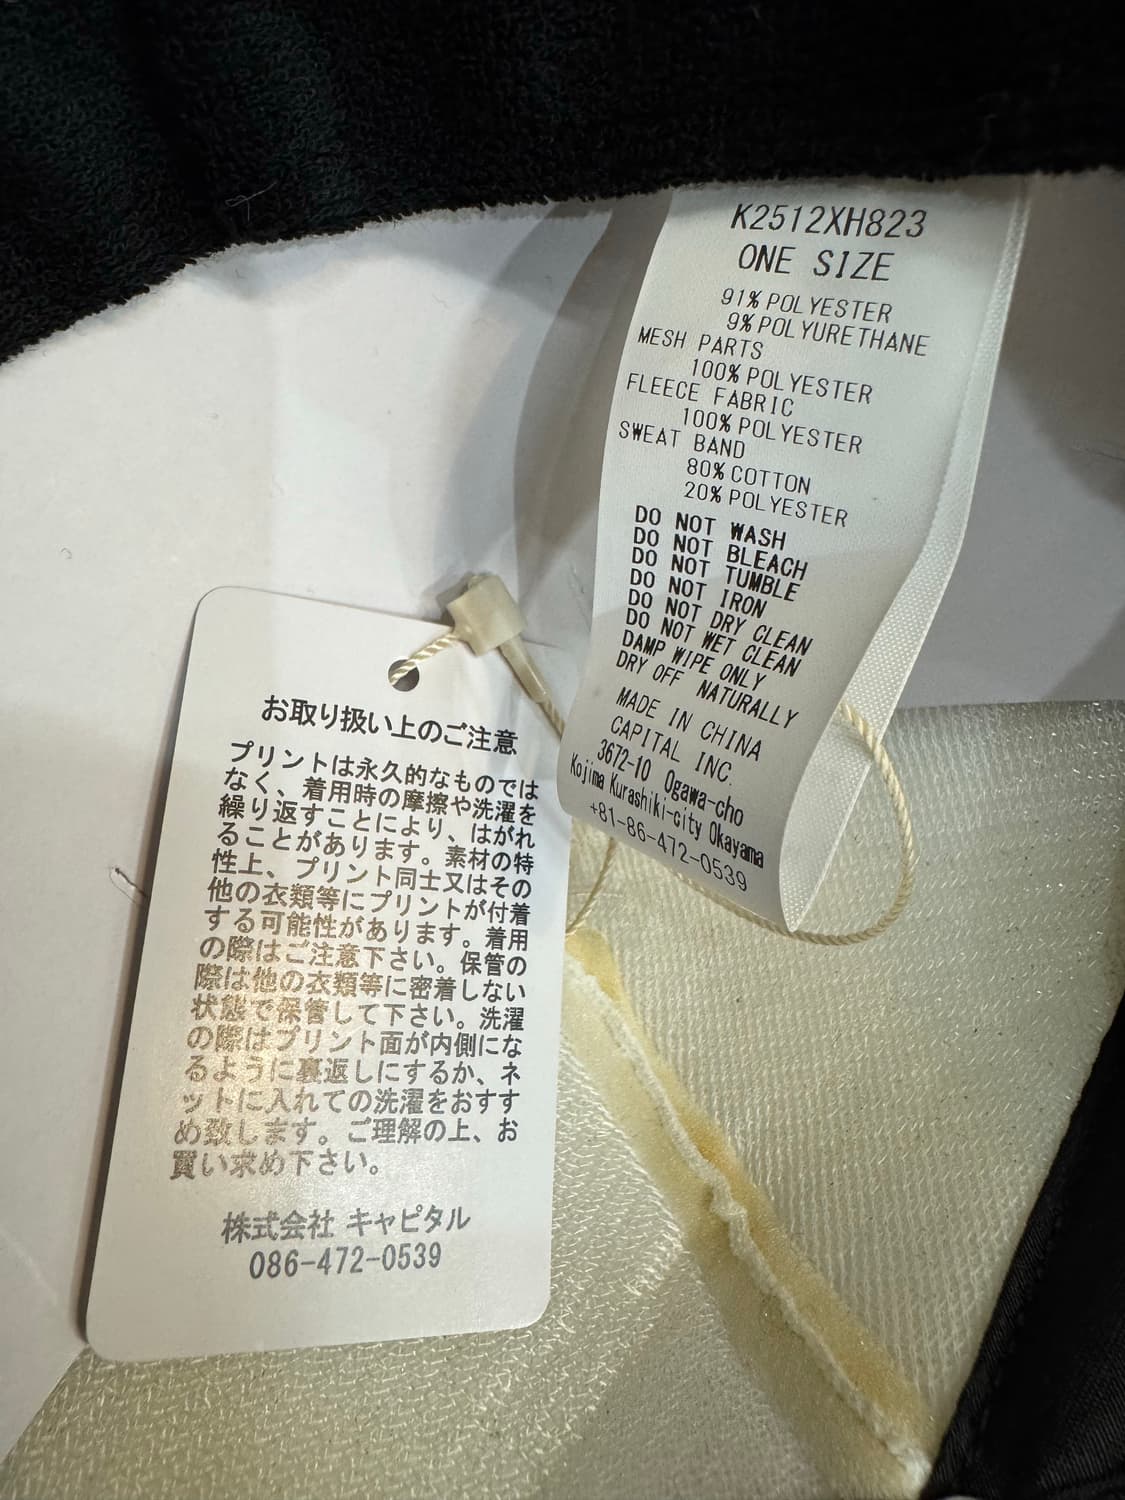 K2512XH823
ONE SIZE
91% POLYESTER
9% POLYURETHANE
MESH PARTS
100% POLYESTER
FLEECE FABRIC
100% POLYESTER
SWEAT BAND
80% COTTON
20% POLYESTER
DO NOT WASH
DO NOT BLEACH
DO NOT TUMBLE
DO NOT IRON
DO NOT DRY CLEAN
DO NOT WET CLEAN
DAMP WIPE ONLY
DRY OFF NATURALLY
MADE IN CHINA
CAPITAL INC.
3672-10 Ogawa-cho
Kojima Kurashiki-city Okayama
+81-86-472-0539
お取り扱い上のご注意
プリントは永久的なものでは
なく、着用時の摩擦や洗濯を
繰り返すことにより、はがれ
ることがあります。素材の特
性上、プリント同士又はその
他の衣類等にプリントが付着
する可能性があります。着用
の際はご注意下さい。保管の
際は他の衣類等に密着しない
状態で保管して下さい。洗濯
の際はプリント面が内側にな
るように裏返しにするか、ネ
ットに入れての洗濯をおすす
め致します。ご理解の上、お
買い求め下さい。
株式会社 キャピタル
086-472-0539